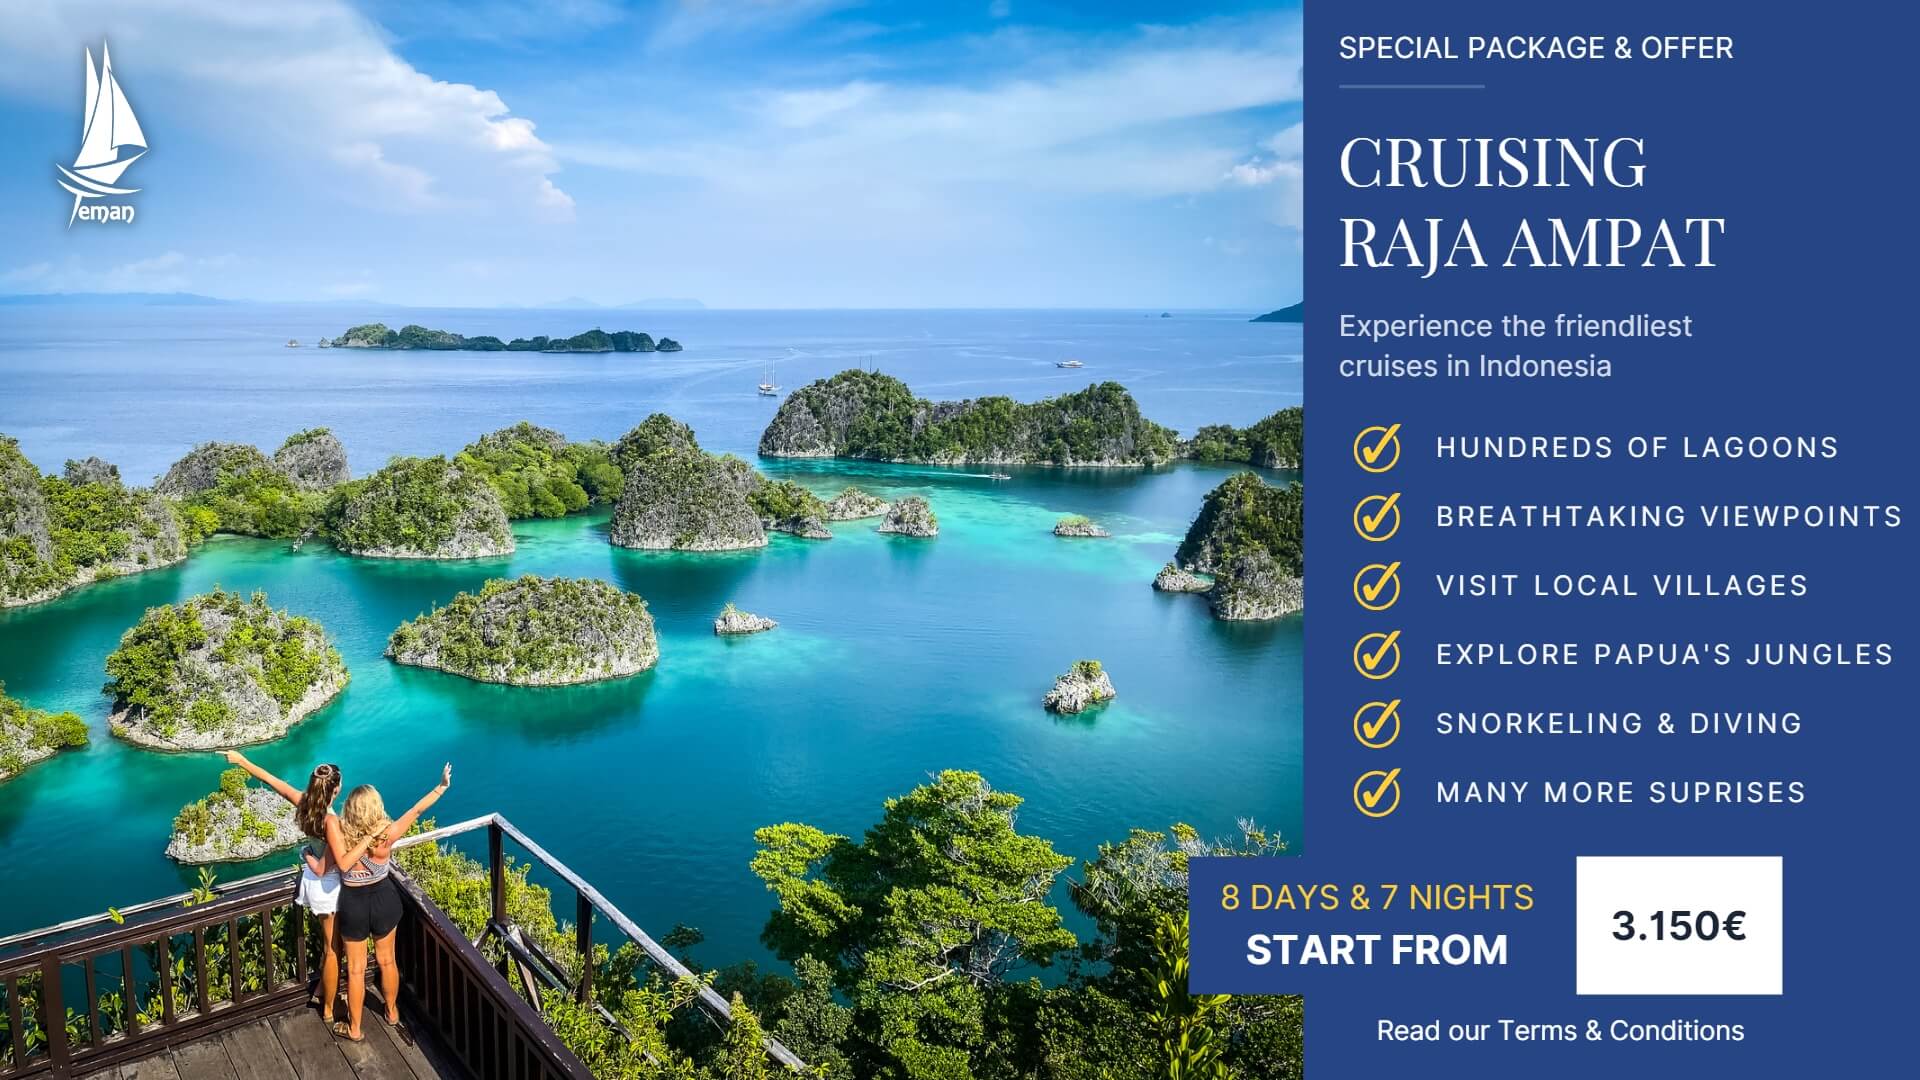 Teman
SPECIAL PACKAGE & OFFER
CRUISING
RAJA AMPAT
Experience the friendliest
cruises in Indonesia
HUNDREDS OF LAGOONS
BREATHTAKING VIEWPOINTS
VISIT LOCAL VILLAGES
EXPLORE PAPUA'S JUNGLES
SNORKELING & DIVING
MANY MORE SUPRISES
8 DAYS & 7 NIGHTS
START FROM
3.150€
Read our Terms & Conditions